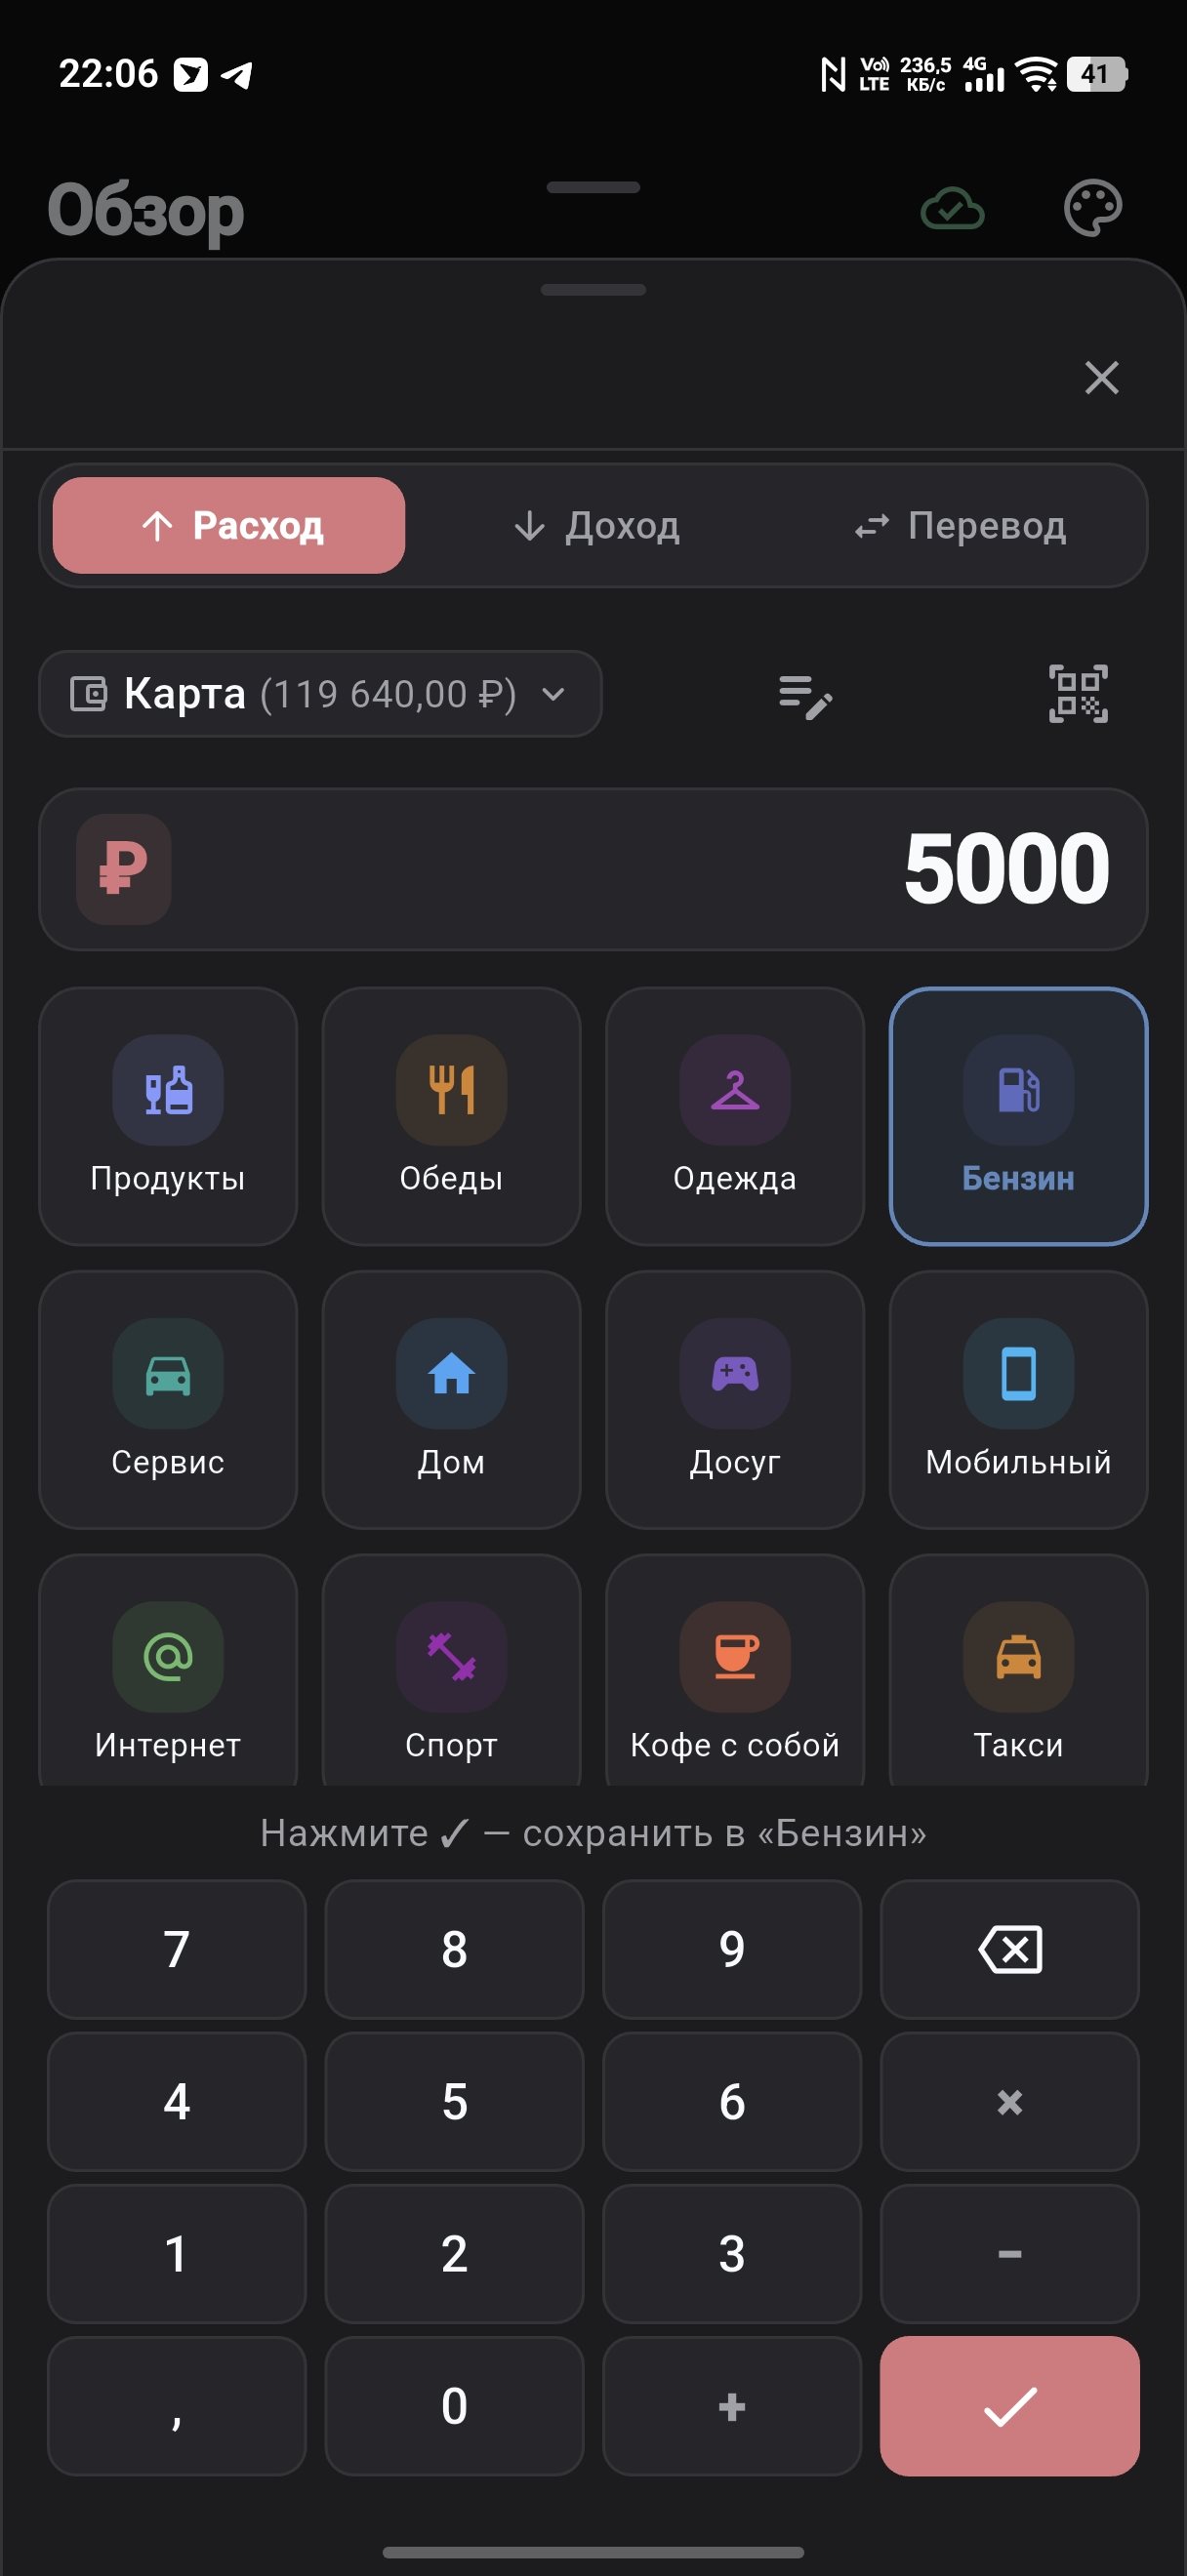 22:06
Vo) LTE 236,5 КБ/с 4G 41
Обзор
Расход Доход Перевод
Карта (119 640,00 ₽)
₽ 5000
Продукты Обеды Одежда Бензин
Сервис Дом Досуг Мобильный
Интернет Спорт Кофе с собой Такси
Нажмите ✓ — сохранить в «Бензин»
7 8 9
4 5 6 ×
1 2 3 −
, 0 +